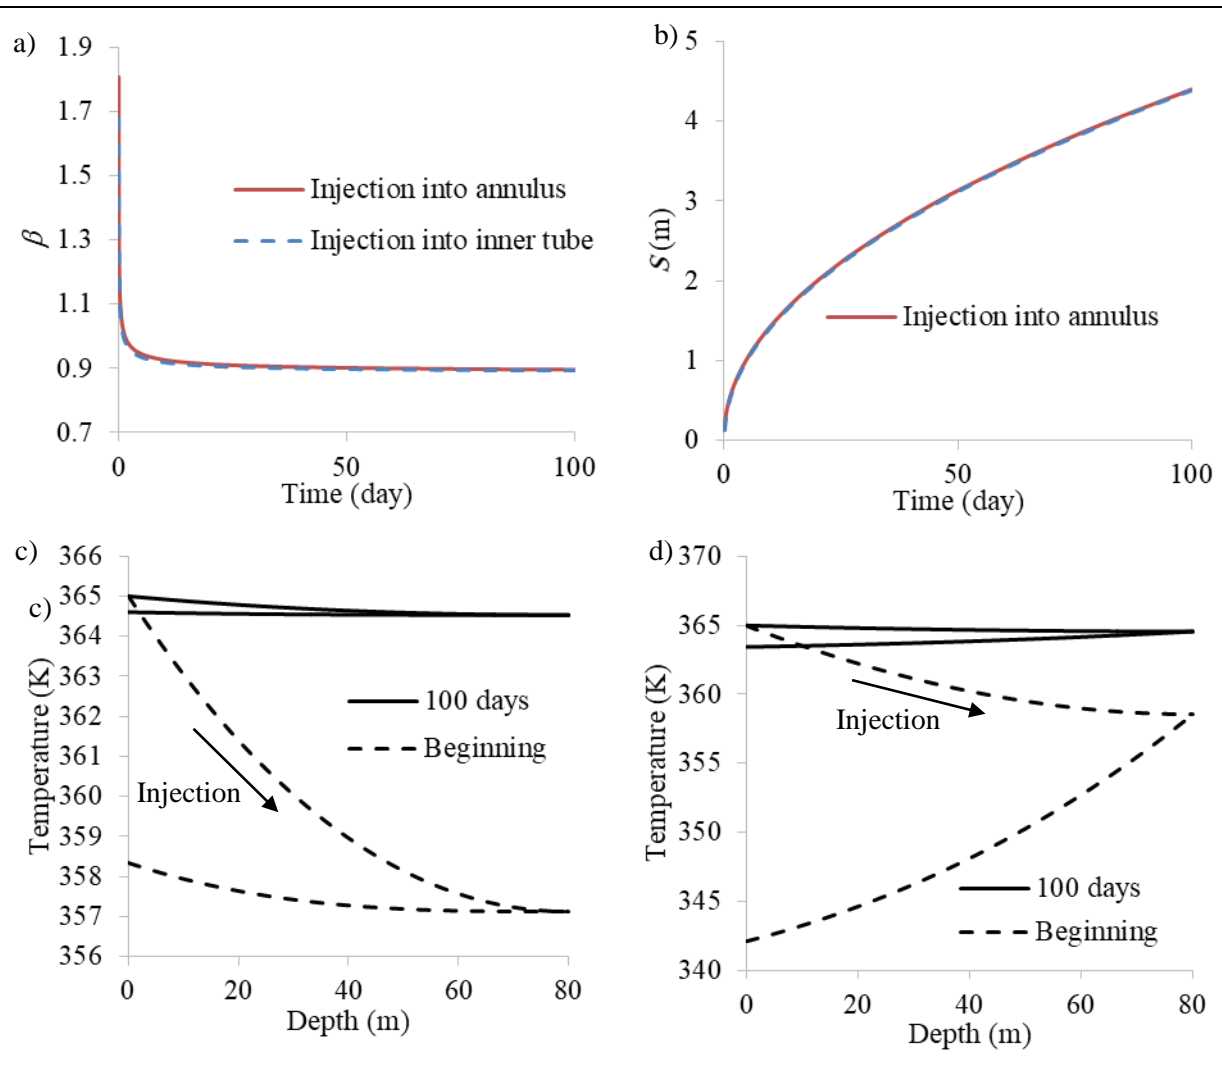 a)
1.9
1.7
1.5
1.3
1.1
0.9
0.7
β
Injection into annulus
Injection into inner tube
0 50 100
Time (day)
b)
5
4
3
2
1
0
S (m)
Injection into annulus
0 50 100
Time (day)
c)
366
365
c)
364
363
362
361
360
359
358
357
356
Temperature (K)
100 days
Beginning
Injection
0 20 40 60 80
Depth (m)
d)
370
365
360
355
350
345
340
Temperature (K)
Injection
100 days
Beginning
0 20 40 60 80
Depth (m)